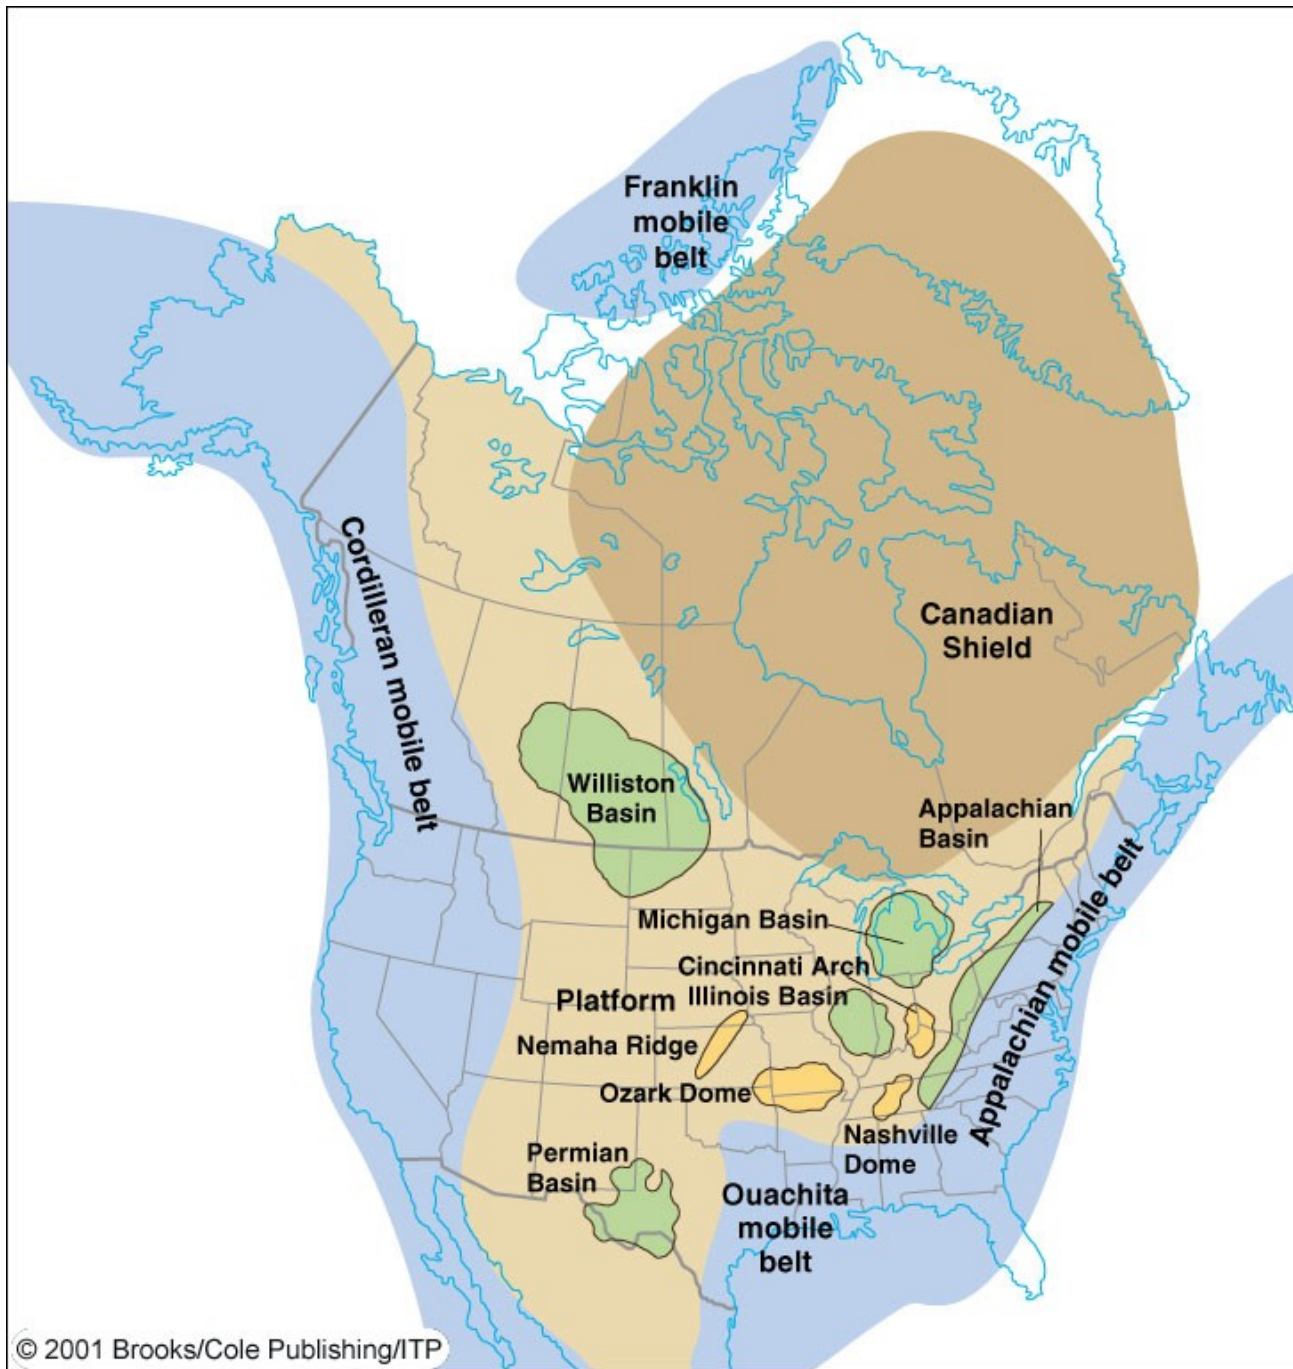 Franklin
mobile
belt
Cordilleran mobile belt
Canadian
Shield
Williston
Basin
Appalachian
Basin
Michigan Basin
Cincinnati Arch
Illinois Basin
Platform
Nemaha Ridge
Ozark Dome
Appalachian mobile belt
Nashville
Dome
Permian
Basin
Ouachita
mobile
belt
© 2001 Brooks/Cole Publishing/ITP